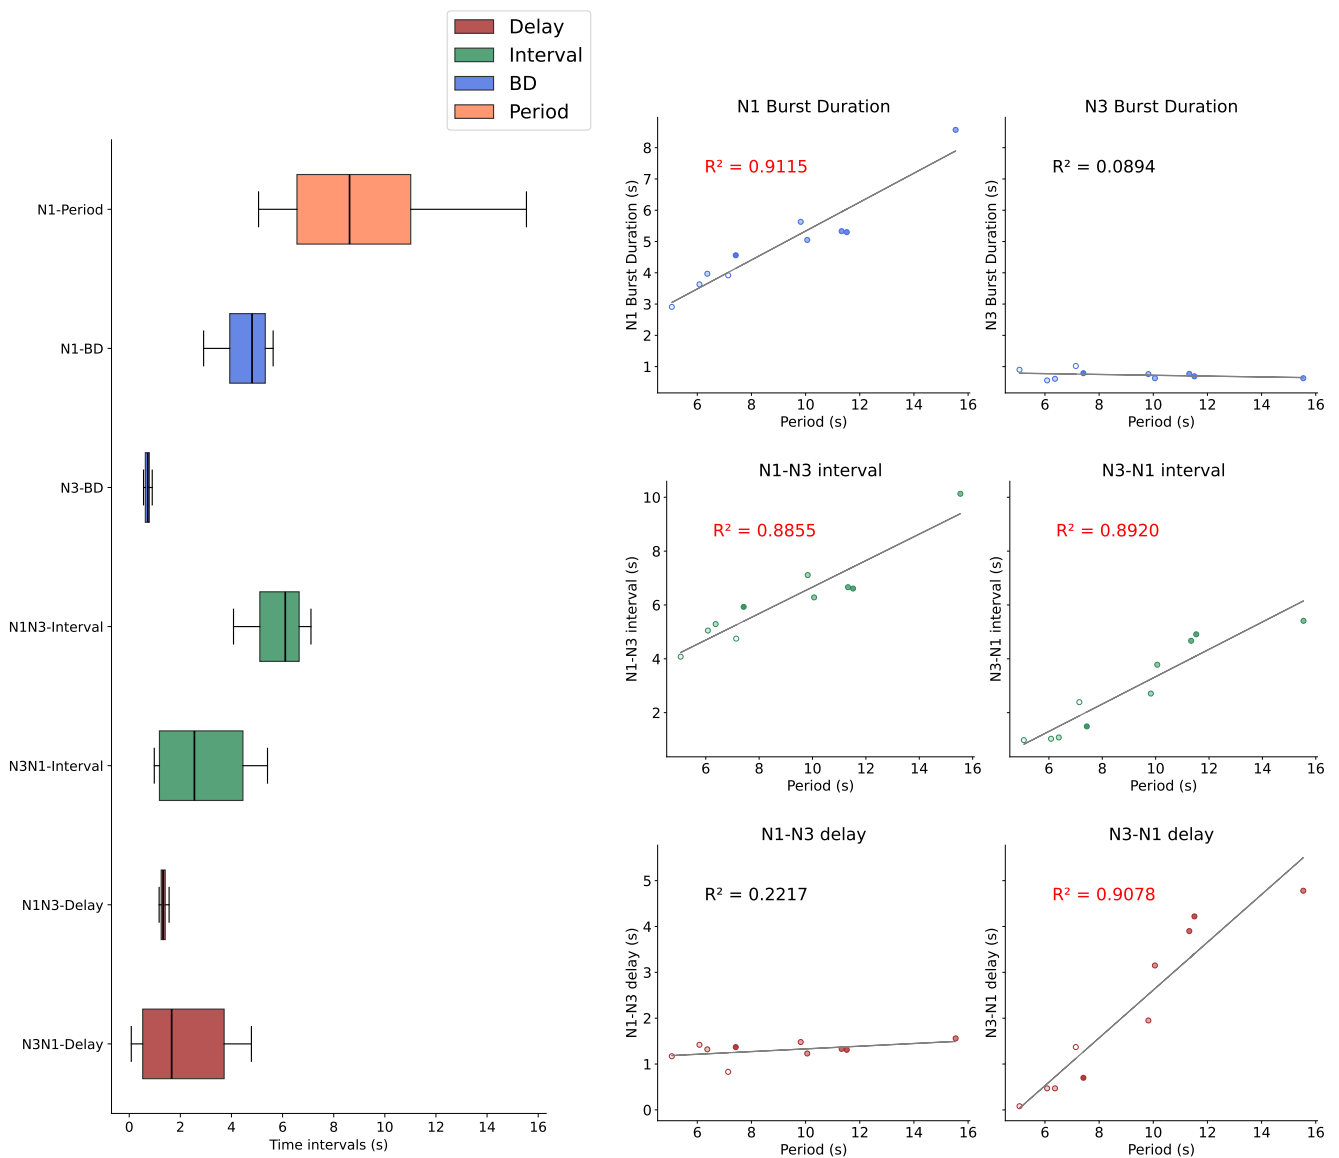 Delay
Interval
BD
Period
N1-Period
N1-BD
N3-BD
N1N3-Interval
N3N1-Interval
N1N3-Delay
N3N1-Delay
0 2 4 6 8 10 12 14 16
Time intervals (s)
N1 Burst Duration
R² = 0.9115
N1 Burst Duration (s)
8
7
6
5
4
3
2
1
6 8 10 12 14 16
Period (s)
N3 Burst Duration
R² = 0.0894
N3 Burst Duration (s)
6 8 10 12 14 16
Period (s)
N1-N3 interval
R² = 0.8855
N1-N3 interval (s)
10
8
6
4
2
6 8 10 12 14 16
Period (s)
N3-N1 interval
R² = 0.8920
N3-N1 interval (s)
6 8 10 12 14 16
Period (s)
N1-N3 delay
R² = 0.2217
N1-N3 delay (s)
5
4
3
2
1
0
6 8 10 12 14 16
Period (s)
N3-N1 delay
R² = 0.9078
N3-N1 delay (s)
6 8 10 12 14 16
Period (s)